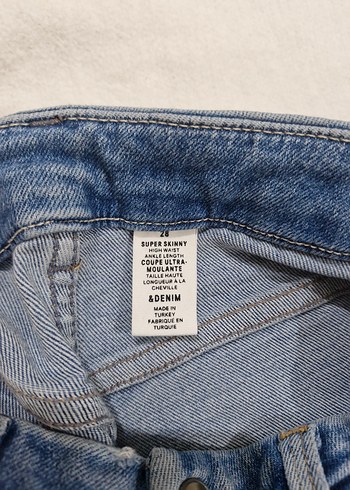 28
SUPER SKINNY
HIGH WAIST
ANKLE LENGTH
COUPE ULTRA-
MOULANTE
TAILLE HAUTE
LONGUEUR À LA
CHEVILLE
&DENIM
MADE IN
TURKEY
FABRIQUÉ EN
TURQUIE